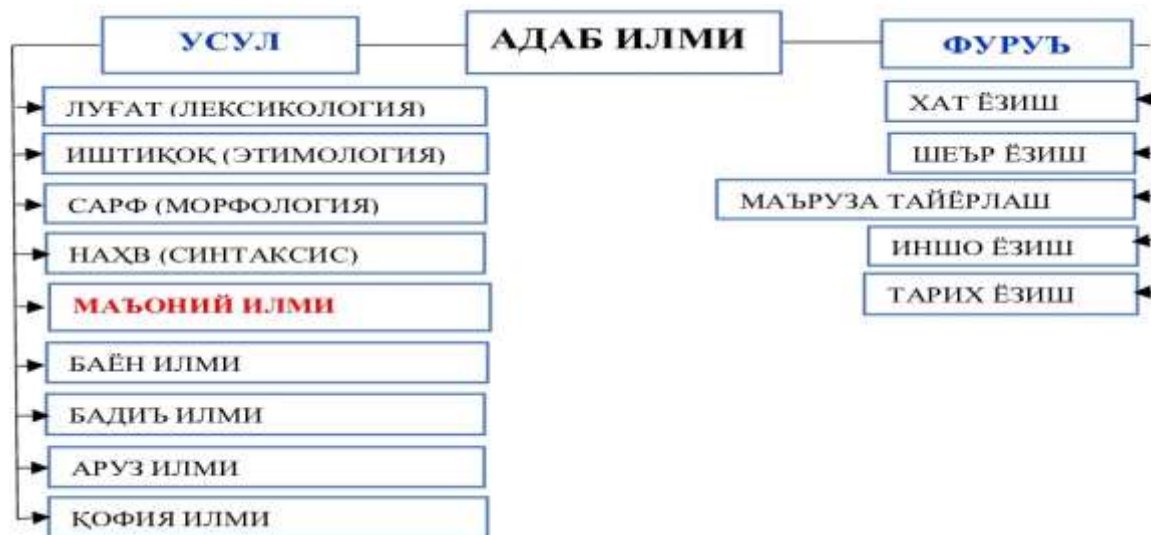 УСУЛ
АДАБ ИЛМИ
ФУРУЪ
ЛУҒАТ (ЛЕКСИКОЛОГИЯ)
ИШТИҚОҚ (ЭТИМОЛОГИЯ)
САРФ (МОРФОЛОГИЯ)
НАҲВ (СИНТАКСИС)
МАЪОНИЙ ИЛМИ
БАЁН ИЛМИ
БАДИЪ ИЛМИ
АРУЗ ИЛМИ
ҚОФИЯ ИЛМИ
ХАТ ЁЗИШ
ШЕЪР ЁЗИШ
МАЪРУЗА ТАЙЁРЛАШ
ИНШО ЁЗИШ
ТАРИХ ЁЗИШ